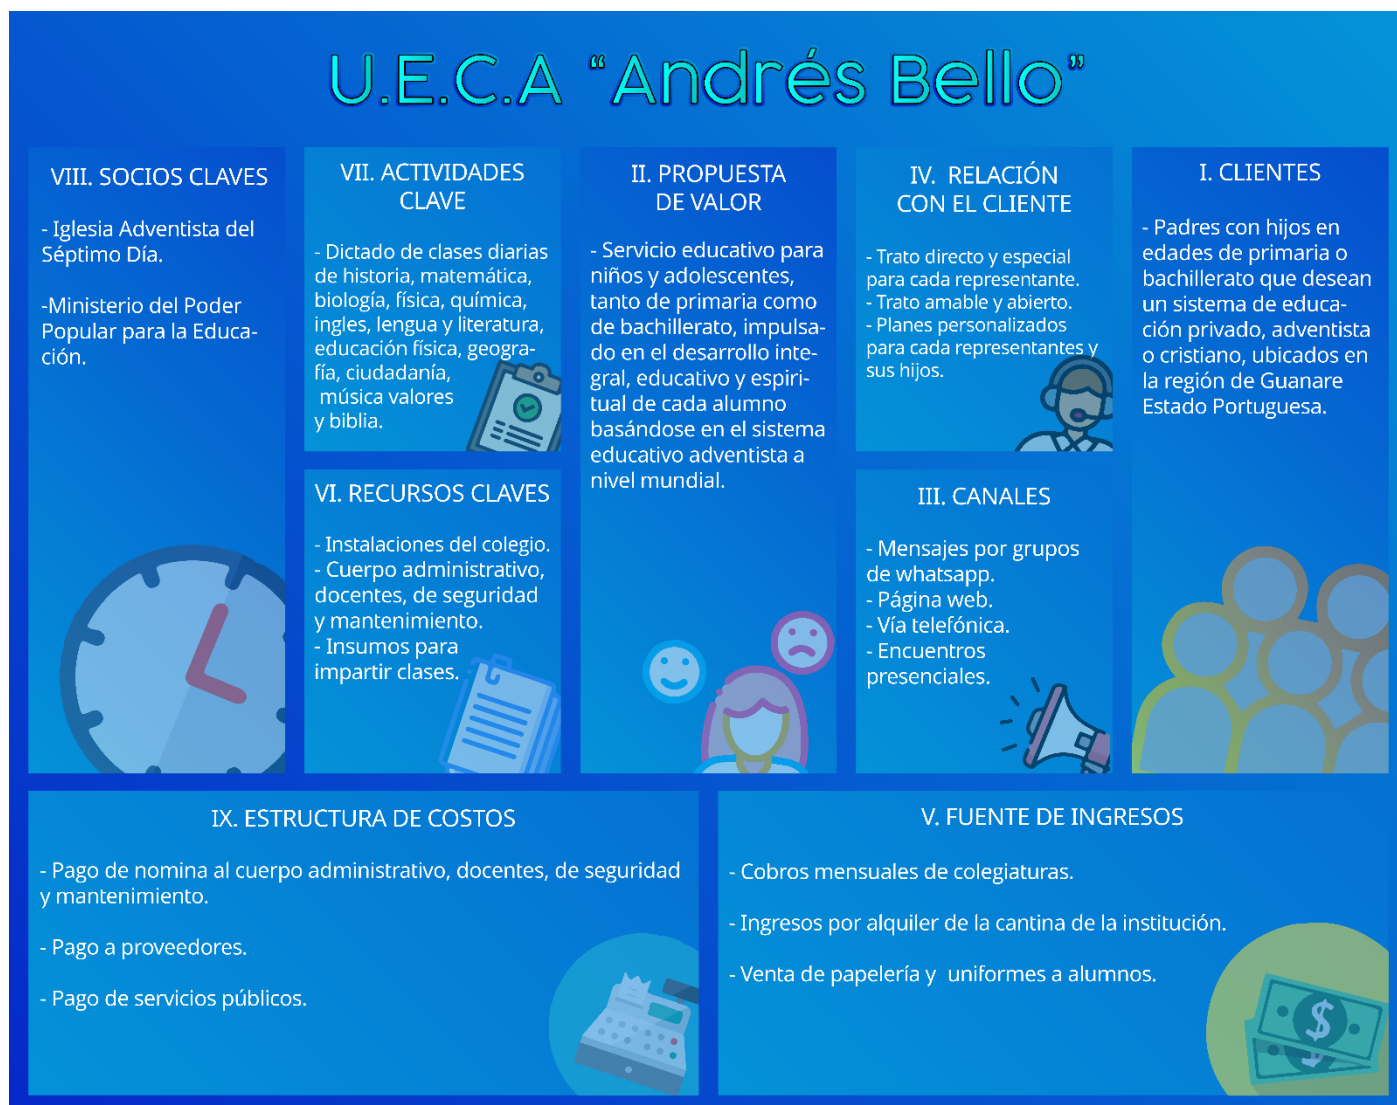 U.E.C.A “Andrés Bello”
VIII. SOCIOS CLAVES
- Iglesia Adventista del
Séptimo Día.
-Ministerio del Poder
Popular para la Educa-
ción.
VII. ACTIVIDADES
CLAVE
- Dictado de clases diarias
de historia, matemática,
biología, física, química,
ingles, lengua y literatura,
educación física, geogra-
fía, ciudadanía,
música valores
y biblia.
VI. RECURSOS CLAVES
- Instalaciones del colegio.
- Cuerpo administrativo,
docentes, de seguridad
y mantenimiento.
- Insumos para
impartir clases.
II. PROPUESTA
DE VALOR
- Servicio educativo para
niños y adolescentes,
tanto de primaria como
de bachillerato, impulsa-
do en el desarrollo inte-
gral, educativo y espiri-
tual de cada alumno
basándose en el sistema
educativo adventista a
nivel mundial.
IV. RELACIÓN
CON EL CLIENTE
- Trato directo y especial
para cada representante.
- Trato amable y abierto.
- Planes personalizados
para cada representantes y
sus hijos.
III. CANALES
- Mensajes por grupos
de whatsapp.
- Página web.
- Vía telefónica.
- Encuentros
presenciales.
I. CLIENTES
- Padres con hijos en
edades de primaria o
bachillerato que desean
un sistema de educa-
ción privado, adventista
o cristiano, ubicados en
la región de Guanare
Estado Portuguesa.
IX. ESTRUCTURA DE COSTOS
- Pago de nomina al cuerpo administrativo, docentes, de seguridad
y mantenimiento.
- Pago a proveedores.
- Pago de servicios públicos.
V. FUENTE DE INGRESOS
- Cobros mensuales de colegiaturas.
- Ingresos por alquiler de la cantina de la institución.
- Venta de papelería y uniformes a alumnos.
$
$